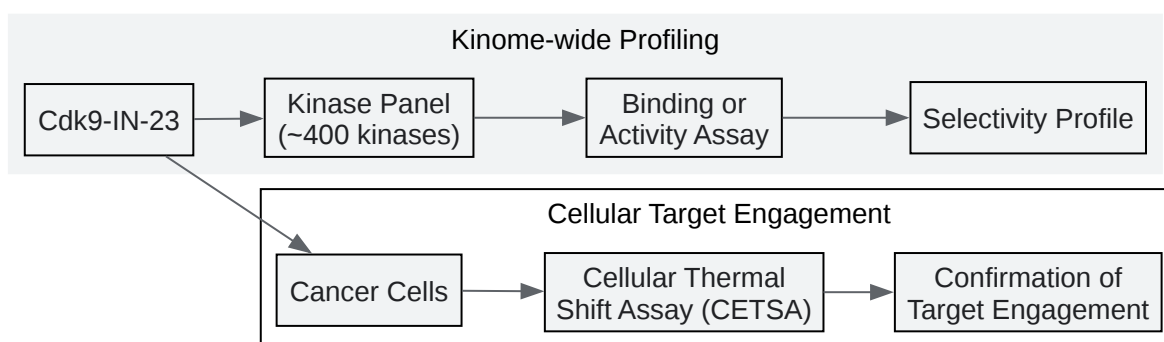 Kinome-wide Profiling
Cdk9-IN-23
Kinase Panel
(~400 kinases)
Binding or
Activity Assay
Selectivity Profile
Cellular Target Engagement
Cancer Cells
Cellular Thermal
Shift Assay (CETSA)
Confirmation of
Target Engagement